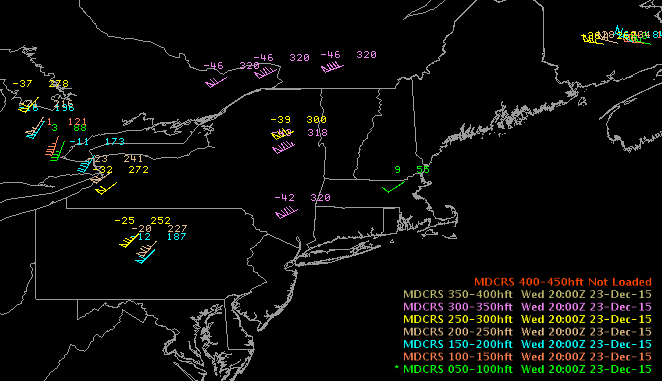 -46 320
-46 320
-46 320
-37 278
-39 300
318
-1 121
3 88
-11 173
241
-32 272
9
-42 320
-25 252
-20 227
-12 187
MDCRS 400-450hft Not Loaded
MDCRS 350-400hft Wed 20:00Z 23-Dec-15
MDCRS 300-350hft Wed 20:00Z 23-Dec-15
MDCRS 250-300hft Wed 20:00Z 23-Dec-15
MDCRS 200-250hft Wed 20:00Z 23-Dec-15
MDCRS 150-200hft Wed 20:00Z 23-Dec-15
MDCRS 100-150hft Wed 20:00Z 23-Dec-15
* MDCRS 050-100hft Wed 20:00Z 23-Dec-15